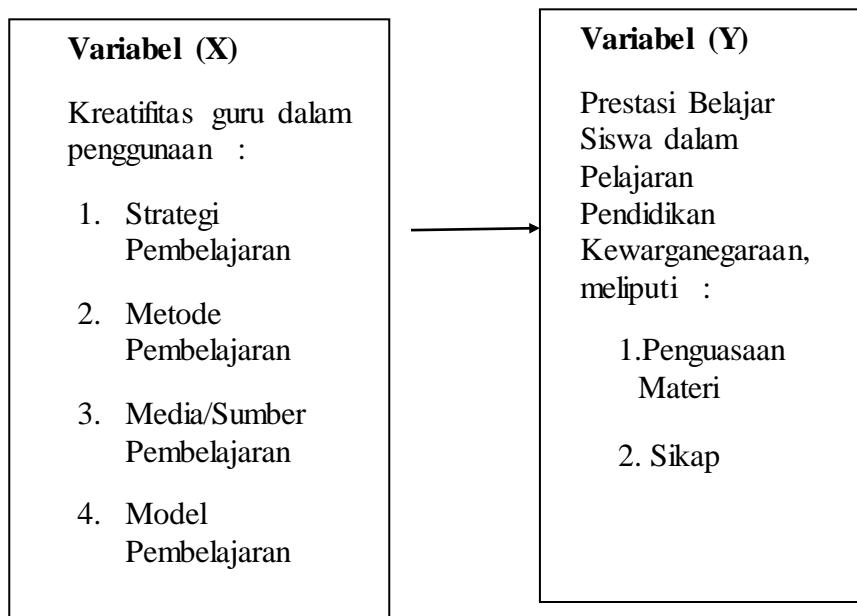 Variabel (X)
Kreatifitas guru dalam
penggunaan :
1. Strategi
Pembelajaran
2. Metode
Pembelajaran
3. Media/Sumber
Pembelajaran
4. Model
Pembelajaran
Variabel (Y)
Prestasi Belajar
Siswa dalam
Pelajaran
Pendidikan
Kewarganegaraan,
meliputi :
1.Penguasaan
Materi
2. Sikap